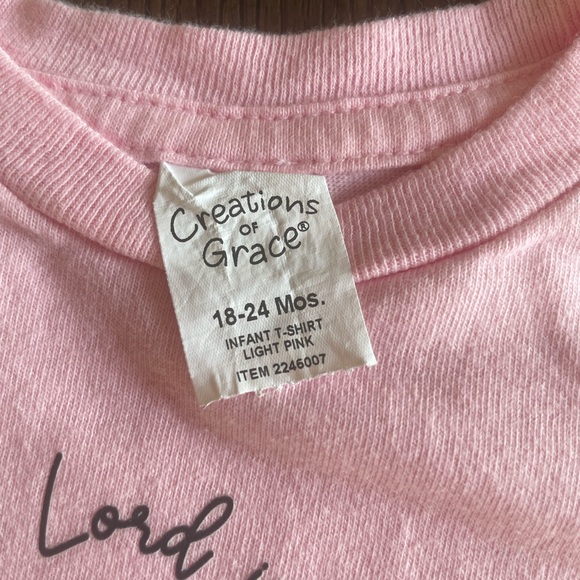 Creations
OF
Grace®
18-24 Mos.
INFANT T-SHIRT
LIGHT PINK
ITEM 2246007
Lord